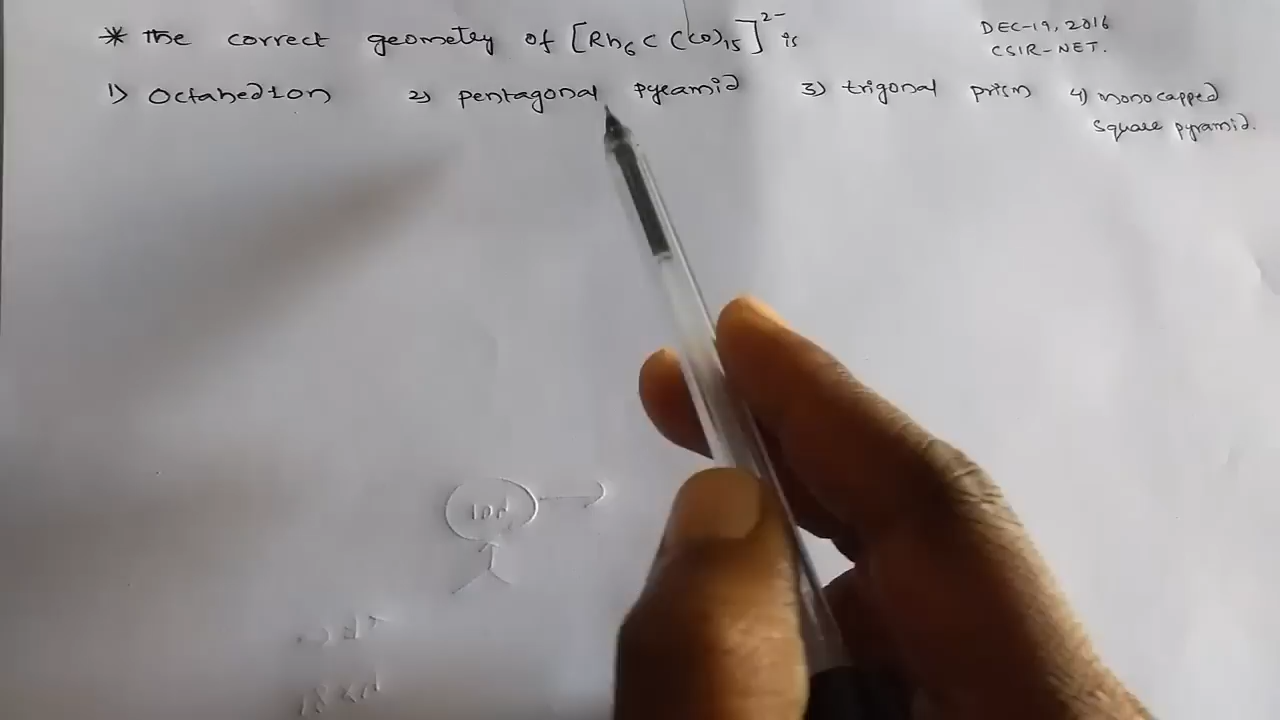 * The correct geometry of [Rh6C(CO)15]2- is
DEC-19, 2016
CSIR-NET.
1) Octahedron 2) pentagonal pyramid 3) trigonal prism 4) monocapped
square pyramid.